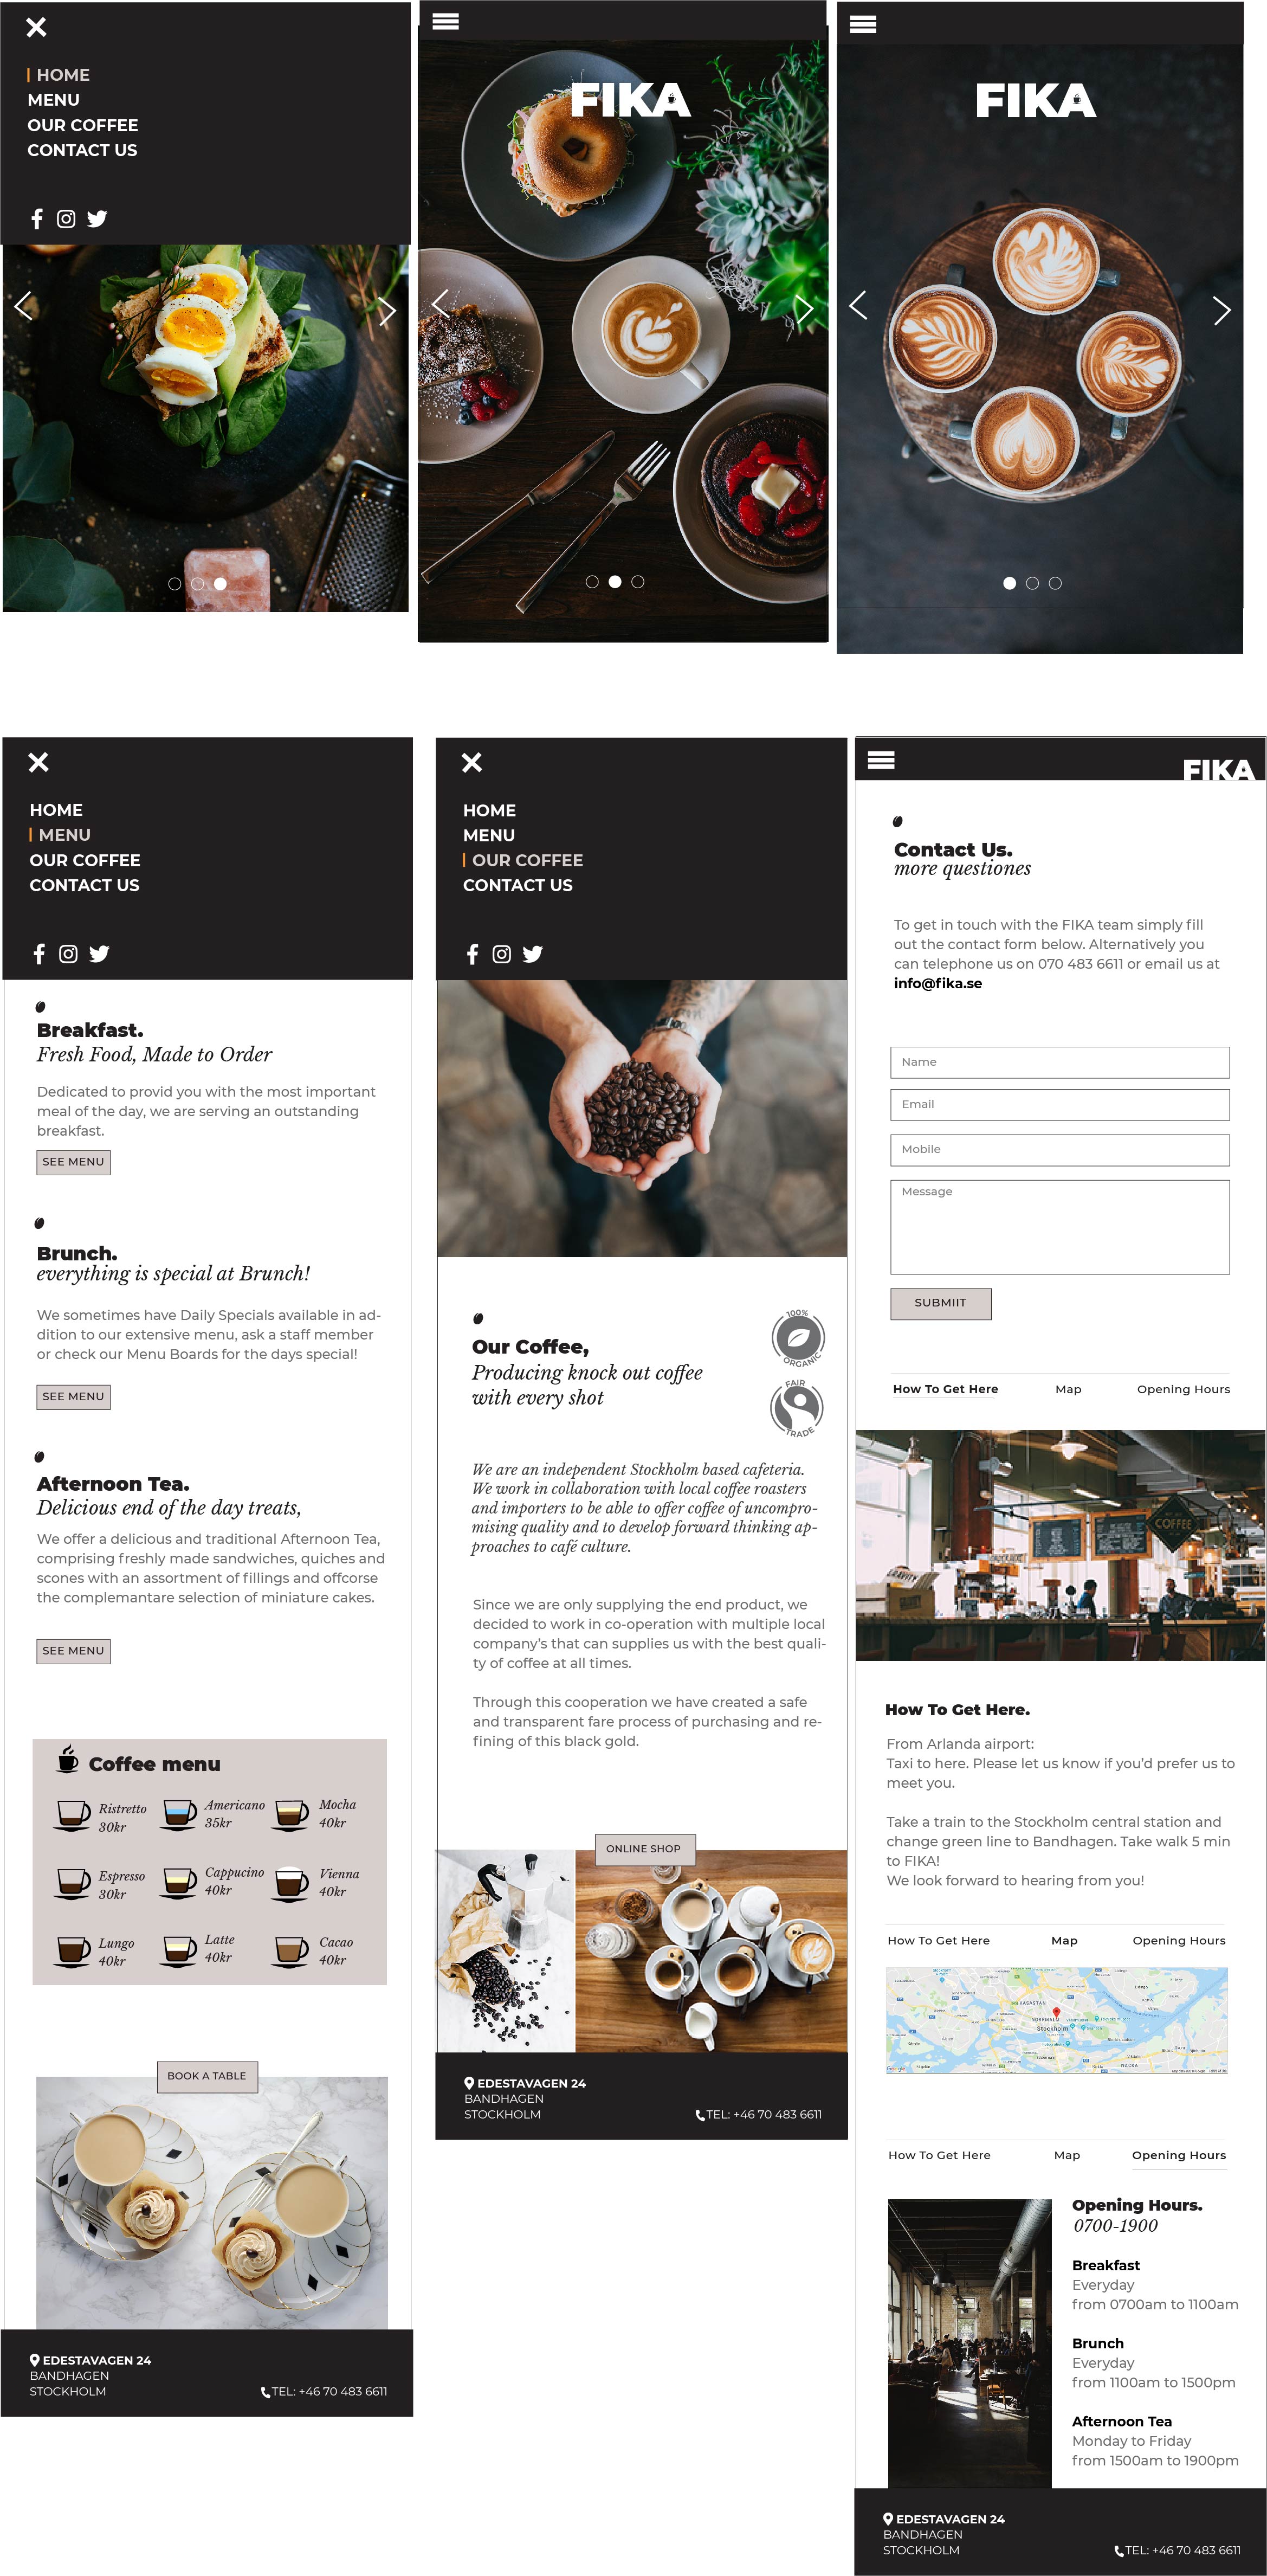 HOME
MENU
OUR COFFEE
CONTACT US
FIKA
FIKA
HOME
MENU
OUR COFFEE
CONTACT US
Breakfast.
Fresh Food, Made to Order
Dedicated to provid you with the most important
meal of the day, we are serving an outstanding
breakfast.
SEE MENU
Brunch.
everything is special at Brunch!
We sometimes have Daily Specials available in ad-
dition to our extensive menu, ask a staff member
or check our Menu Boards for the days special!
SEE MENU
Afternoon Tea.
Delicious end of the day treats,
We offer a delicious and traditional Afternoon Tea,
comprising freshly made sandwiches, quiches and
scones with an assortment of fillings and offcorse
the complemantare selection of miniature cakes.
SEE MENU
Coffee menu
Ristretto
30kr
Americano
35kr
Mocha
40kr
Espresso
30kr
Cappucino
40kr
Vienna
40kr
Lungo
40kr
Latte
40kr
Cacao
40kr
BOOK A TABLE
EDESTAVAGEN 24
BANDHAGEN
STOCKHOLM
TEL: +46 70 483 6611
HOME
MENU
OUR COFFEE
CONTACT US
Our Coffee,
Producing knock out coffee
with every shot
100%
ORGANIC
FAIR
TRADE
We are an independent Stockholm based cafeteria.
We work in collaboration with local coffee roasters
and importers to be able to offer coffee of uncompro-
mising quality and to develop forward thinking ap-
proaches to café culture.
Since we are only supplying the end product, we
decided to work in co-operation with multiple local
company's that can supplies us with the best quali-
ty of coffee at all times.
Through this cooperation we have created a safe
and transparent fare process of purchasing and re-
fining of this black gold.
ONLINE SHOP
EDESTAVAGEN 24
BANDHAGEN
STOCKHOLM
TEL: +46 70 483 6611
FIKA
Contact Us.
more questiones
To get in touch with the FIKA team simply fill
out the contact form below. Alternatively you
can telephone us on 070 483 6611 or email us at
info@fika.se
Name
Email
Mobile
Message
SUBMIIT
How To Get Here Map Opening Hours
COFFEE
How To Get Here.
From Arlanda airport:
Taxi to here. Please let us know if you'd prefer us to
meet you.
Take a train to the Stockholm central station and
change green line to Bandhagen. Take walk 5 min
to FIKA!
We look forward to hearing from you!
How To Get Here Map Opening Hours
VASASTAN
NORRMALM
Stockholm
NACKA
Google
How To Get Here Map Opening Hours
Opening Hours.
0700-1900
Breakfast
Everyday
from 0700am to 1100am
Brunch
Everyday
from 1100am to 1500pm
Afternoon Tea
Monday to Friday
from 1500am to 1900pm
EDESTAVAGEN 24
BANDHAGEN
STOCKHOLM
TEL: +46 70 483 6611